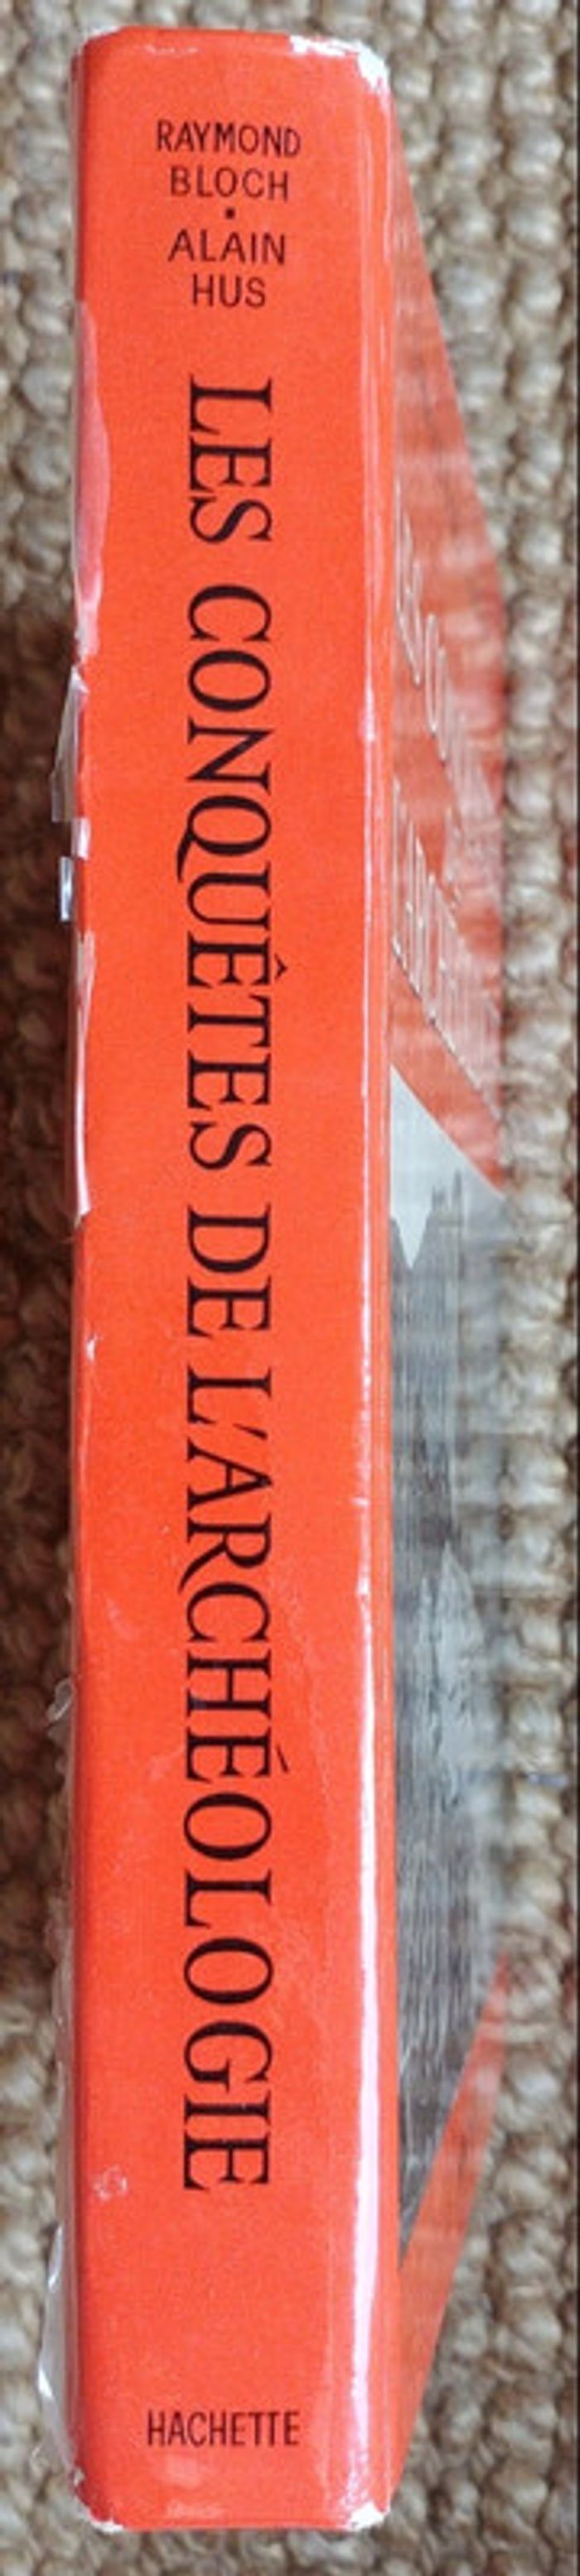 RAYMOND
BLOCH
·
ALAIN
HUS
LES CONQUÊTES DE L'ARCHÉOLOGIE
HACHETTE